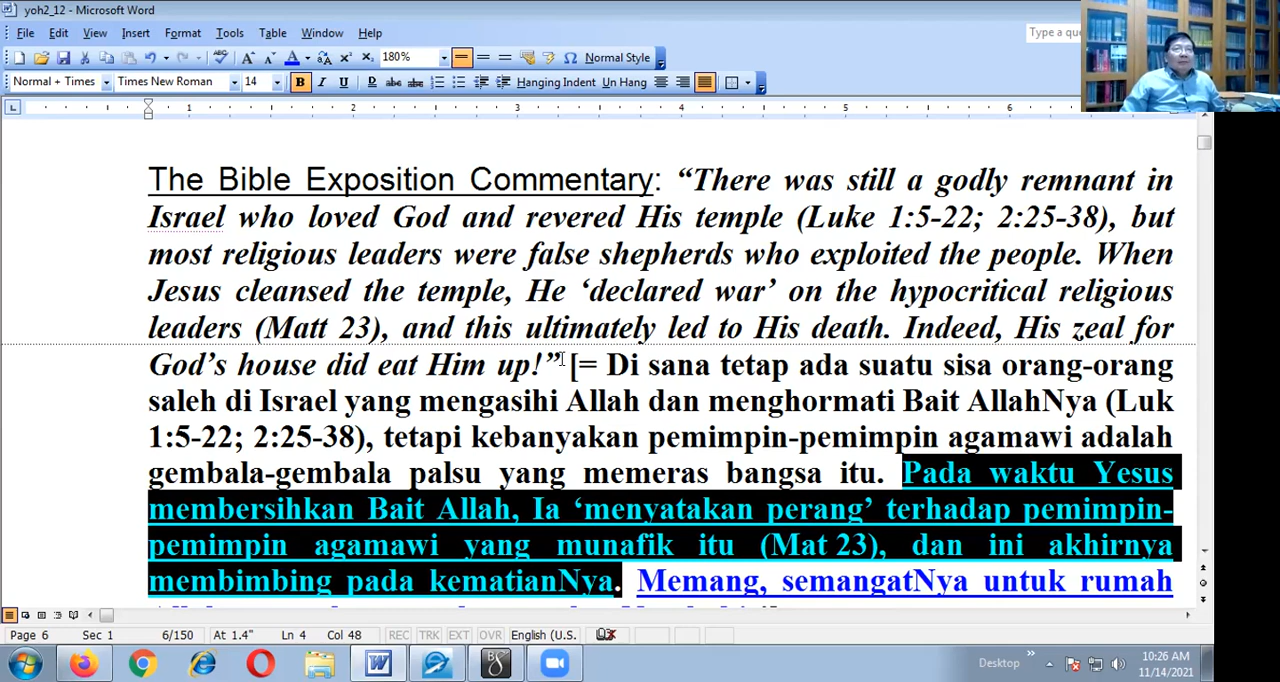 yoh2_12 - Microsoft Word
File Edit View Insert Format Tools Table Window Help
Type a que
180% Normal Style
Normal + Times Times New Roman 14 B I U D abc abc Hanging Indent Un Hang
1 2 3 4 5 6
The Bible Exposition Commentary: “There was still a godly remnant in
Israel who loved God and revered His temple (Luke 1:5-22; 2:25-38), but
most religious leaders were false shepherds who exploited the people. When
Jesus cleansed the temple, He ‘declared war’ on the hypocritical religious
leaders (Matt 23), and this ultimately led to His death. Indeed, His zeal for
God’s house did eat Him up!” [= Di sana tetap ada suatu sisa orang-orang
saleh di Israel yang mengasihi Allah dan menghormati Bait AllahNya (Luk
1:5-22; 2:25-38), tetapi kebanyakan pemimpin-pemimpin agamawi adalah
gembala-gembala palsu yang memeras bangsa itu. Pada waktu Yesus
membersihkan Bait Allah, Ia ‘menyatakan perang’ terhadap pemimpin-
pemimpin agamawi yang munafik itu (Mat 23), dan ini akhirnya
membimbing pada kematianNya. Memang, semangatNya untuk rumah
Page 6 Sec 1 6/150 At 1.4" Ln 4 Col 48 REC TRK EXT OVR English (U.S.
Desktop 10:26 AM
11/14/2021